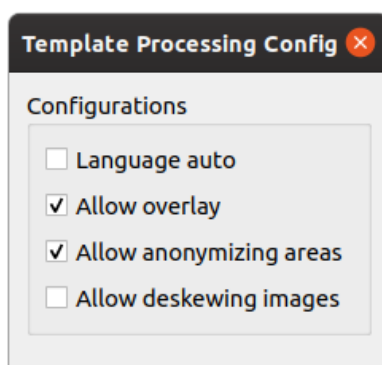 Template Processing Config
Configurations
Language auto
Allow overlay
Allow anonymizing areas
Allow deskewing images